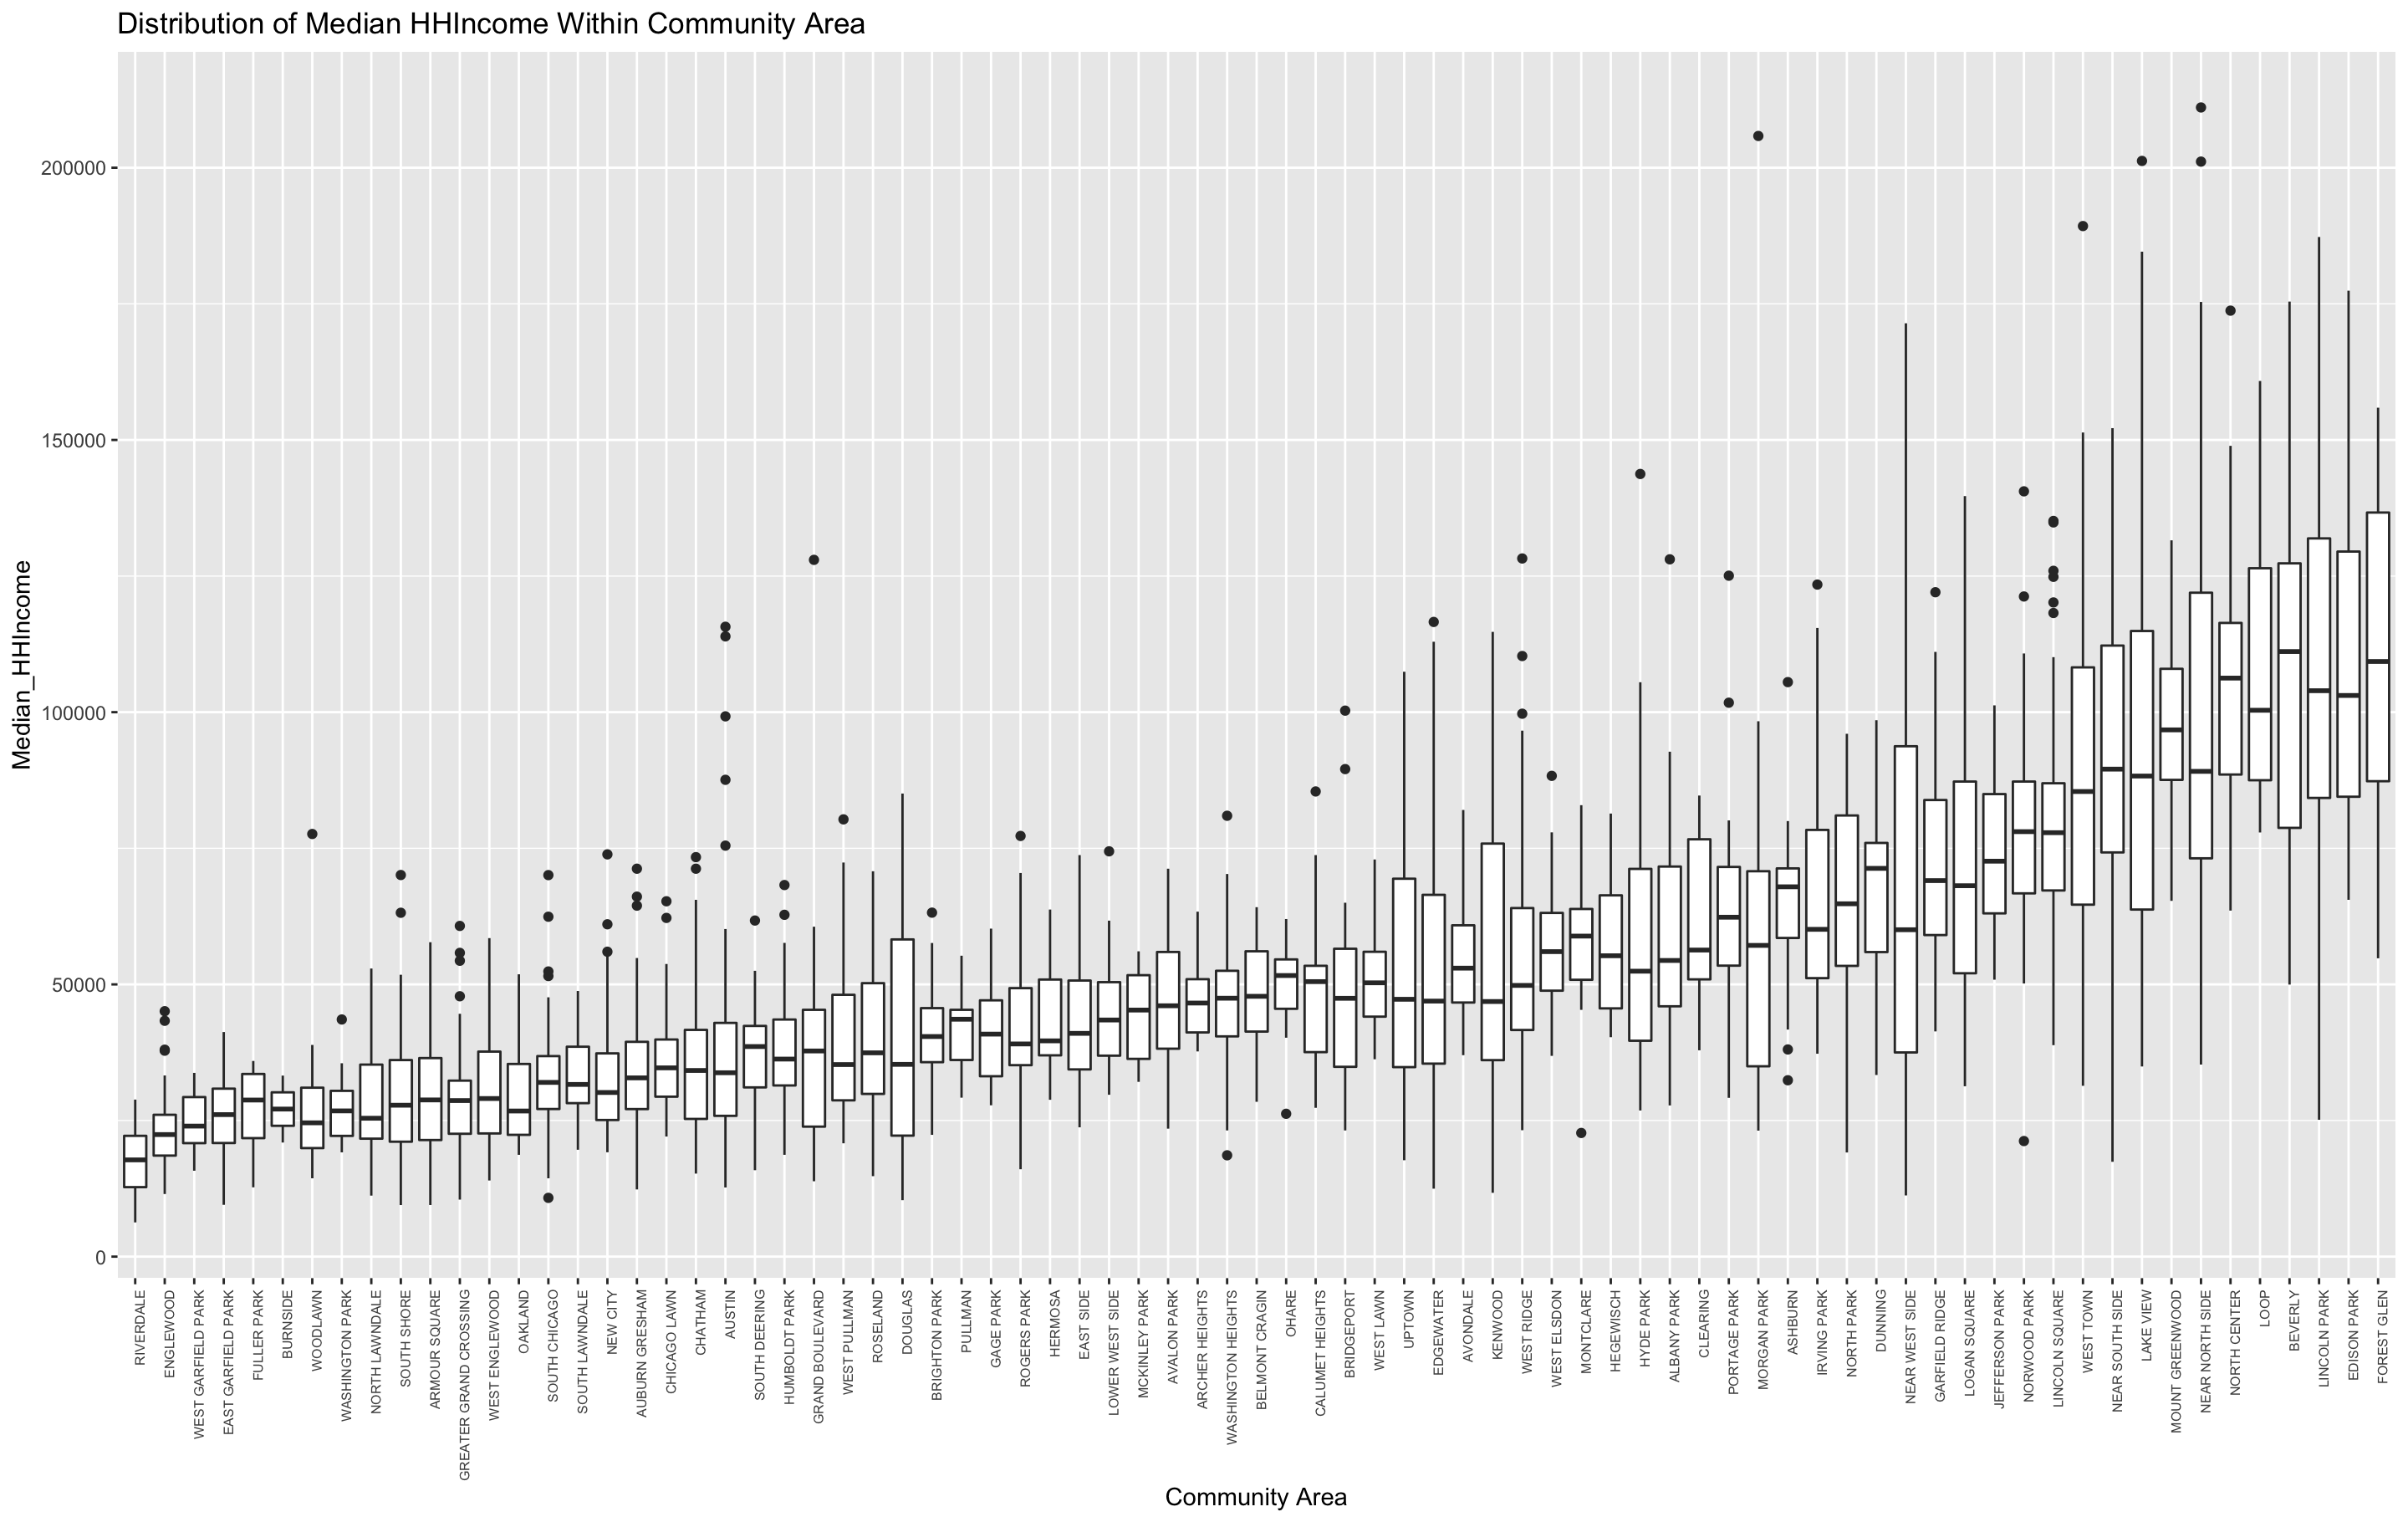 Distribution of Median HHIncome Within Community Area
Median_HHIncome
200000
150000
100000
50000
0
RIVERDALE
ENGLEWOOD
WEST GARFIELD PARK
EAST GARFIELD PARK
FULLER PARK
BURNSIDE
WOODLAWN
WASHINGTON PARK
NORTH LAWNDALE
SOUTH SHORE
ARMOUR SQUARE
GREATER GRAND CROSSING
WEST ENGLEWOOD
OAKLAND
SOUTH CHICAGO
SOUTH LAWNDALE
NEW CITY
AUBURN GRESHAM
CHICAGO LAWN
CHATHAM
AUSTIN
SOUTH DEERING
HUMBOLDT PARK
GRAND BOULEVARD
WEST PULLMAN
ROSELAND
DOUGLAS
BRIGHTON PARK
PULLMAN
GAGE PARK
ROGERS PARK
HERMOSA
EAST SIDE
LOWER WEST SIDE
MCKINLEY PARK
AVALON PARK
ARCHER HEIGHTS
WASHINGTON HEIGHTS
BELMONT CRAGIN
OHARE
CALUMET HEIGHTS
BRIDGEPORT
WEST LAWN
UPTOWN
EDGEWATER
AVONDALE
KENWOOD
WEST RIDGE
WEST ELSDON
MONTCLARE
HEGEWISCH
HYDE PARK
ALBANY PARK
CLEARING
PORTAGE PARK
MORGAN PARK
ASHBURN
IRVING PARK
NORTH PARK
DUNNING
NEAR WEST SIDE
GARFIELD RIDGE
LOGAN SQUARE
JEFFERSON PARK
NORWOOD PARK
LINCOLN SQUARE
WEST TOWN
NEAR SOUTH SIDE
LAKE VIEW
MOUNT GREENWOOD
NEAR NORTH SIDE
NORTH CENTER
LOOP
BEVERLY
LINCOLN PARK
EDISON PARK
FOREST GLEN
Community Area